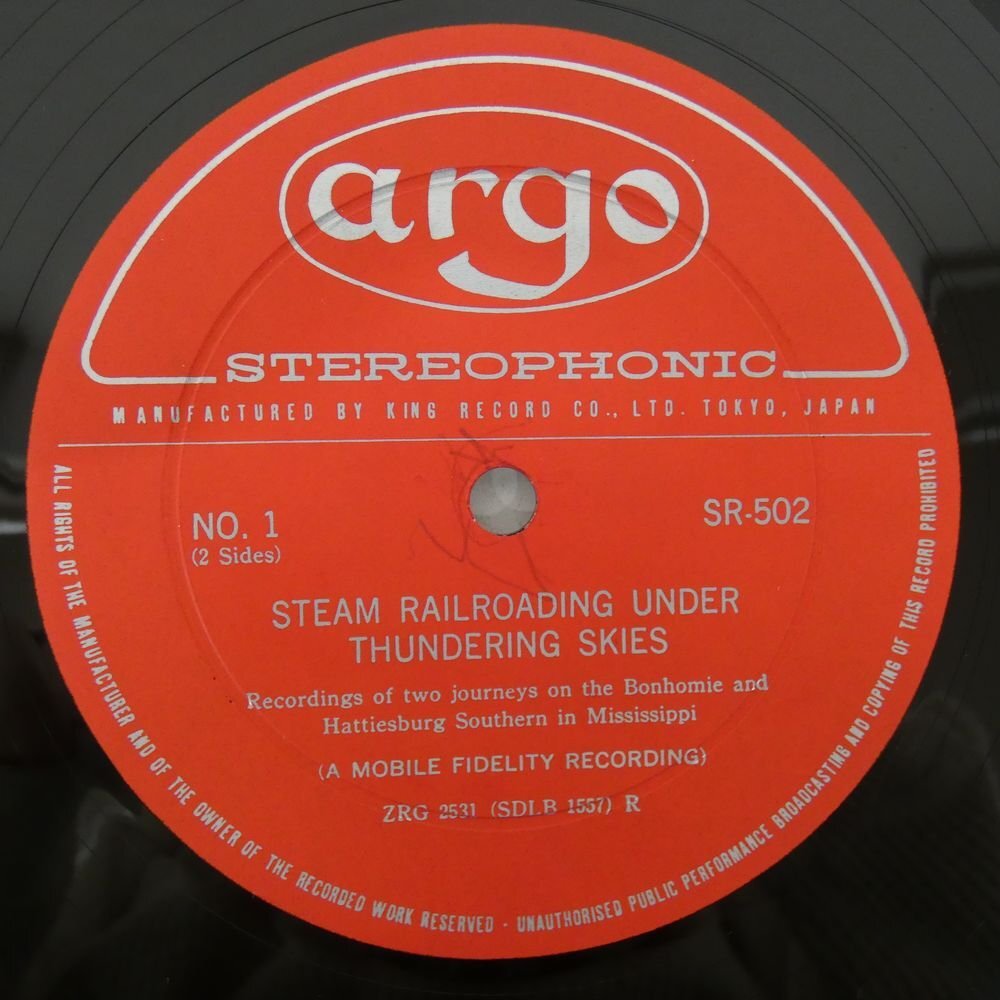 argo
STEREOPHONIC
MANUFACTURED BY KING RECORD CO., LTD. TOKYO, JAPAN
NO. 1
(2 Sides)
SR-502
STEAM RAILROADING UNDER
THUNDERING SKIES
Recordings of two journeys on the Bonhomie and
Hattiesburg Southern in Mississippi
(A MOBILE FIDELITY RECORDING)
ZRG 2531 (SDLB 1557) R
ALL RIGHTS OF THE MANUFACTURER AND OF THE OWNER OF THE RECORDED WORK RESERVED - UNAUTHORISED PUBLIC PERFORMANCE BROADCASTING AND COPYING OF THIS RECORD PROHIBITED